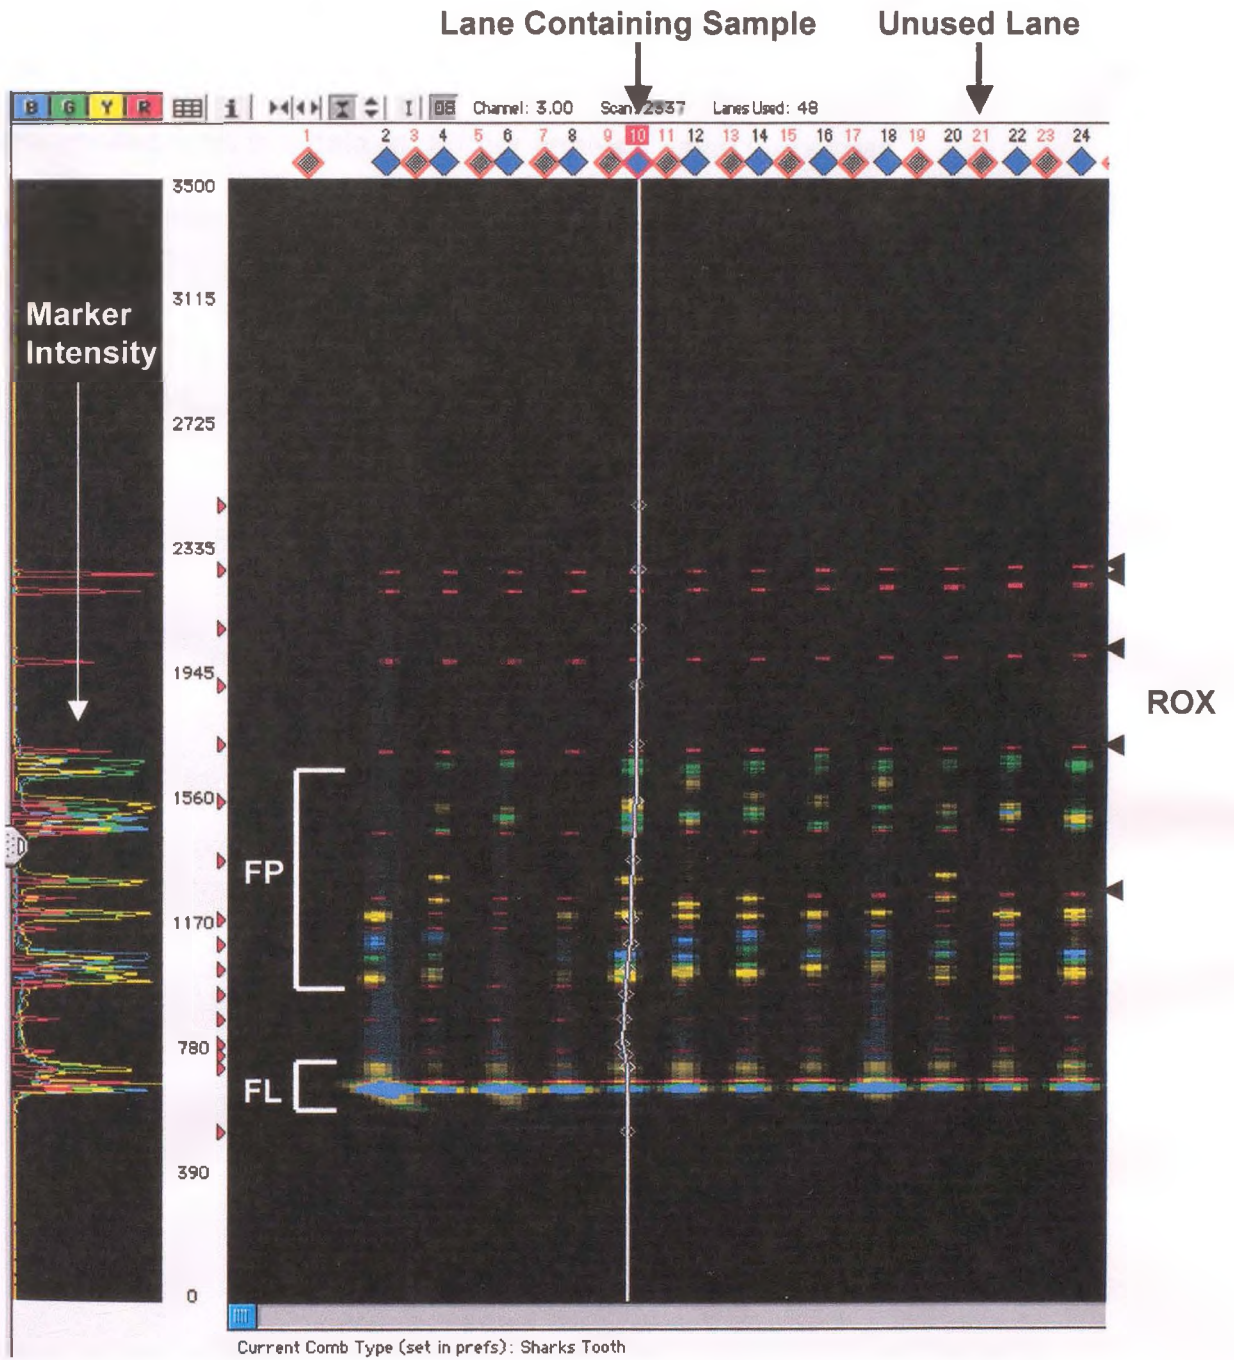 Lane Containing Sample Unused Lane
B G Y R i I Channel: 3.00 Scan: 2337 Lanes Used: 48
1 2 3 4 5 6 7 8 9 10 11 12 13 14 15 16 17 18 19 20 21 22 23 24
3500
3115
Marker
Intensity
2725
2335
1945
ROX
1560
FP
1170
780
FL
390
0
Current Comb Type (set in prefs): Sharks Tooth